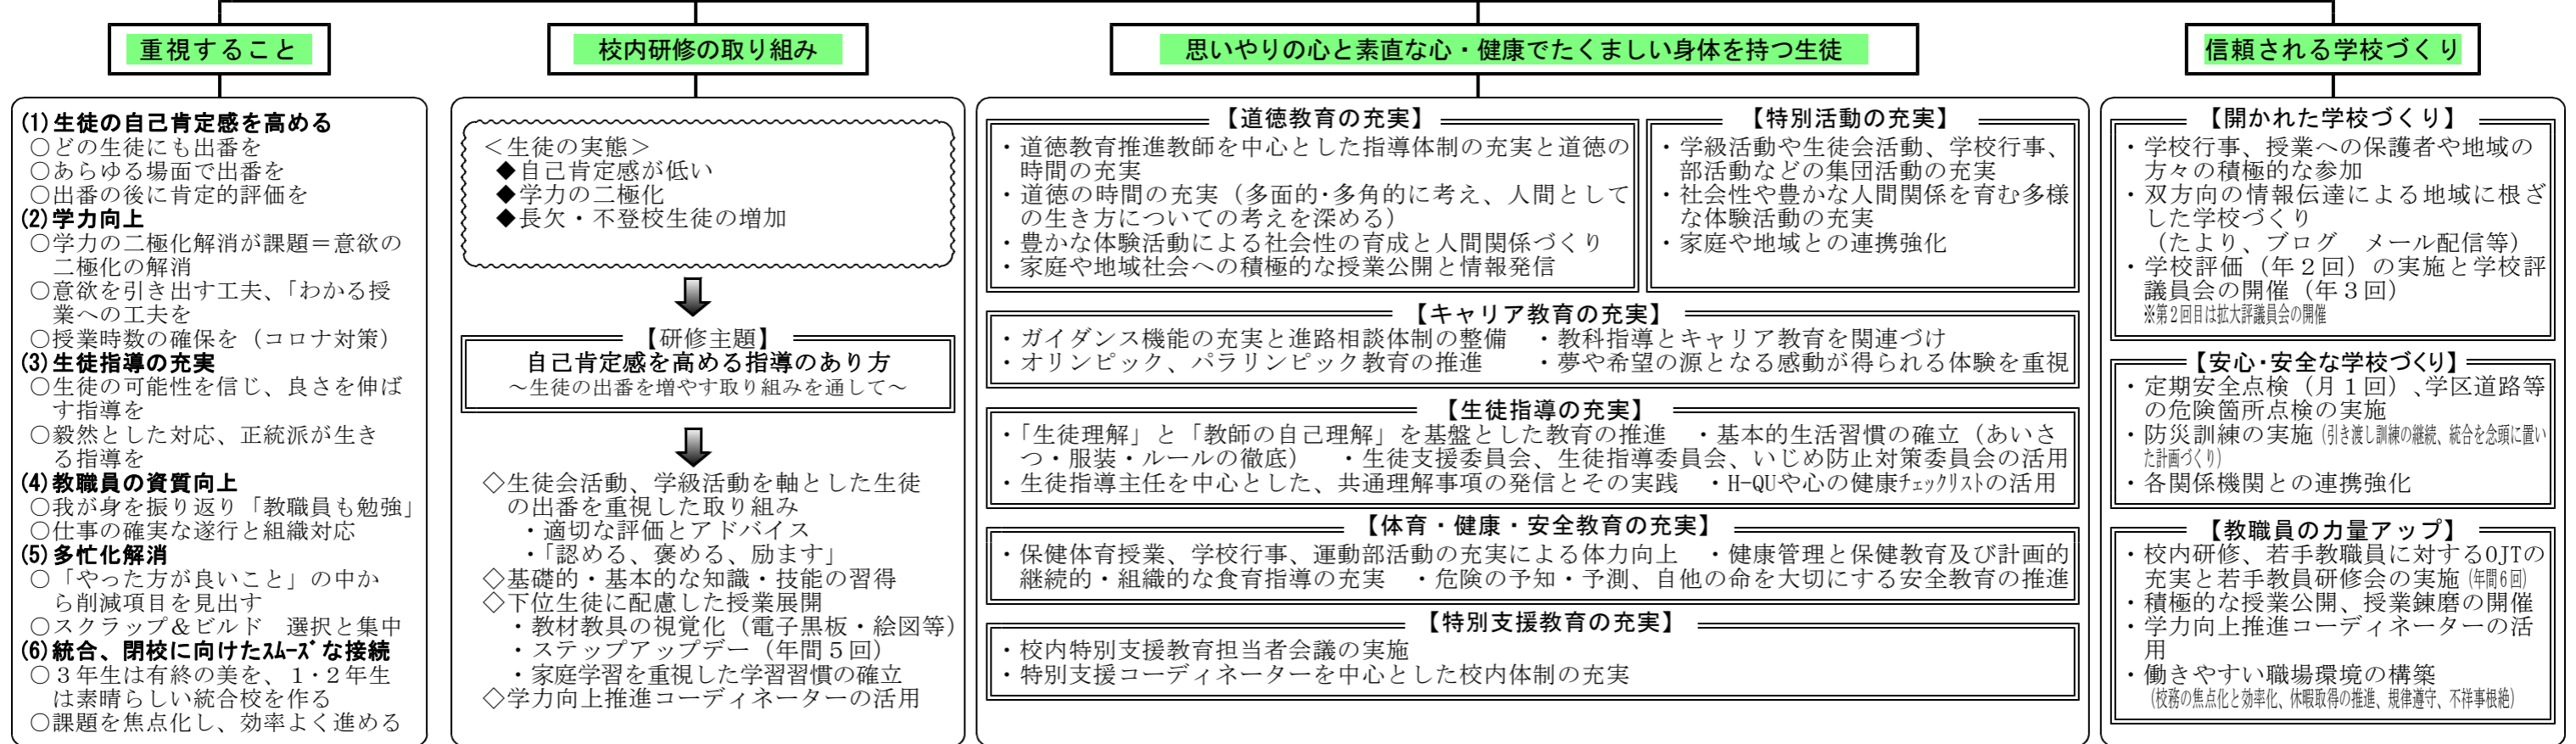 重視すること
(1)生徒の自己肯定感を高める
○どの生徒にも出番を
○あらゆる場面で出番を
○出番の後に肯定的評価を
(2)学力向上
○学力の二極化解消が課題＝意欲の
二極化の解消
○意欲を引き出す工夫、「わかる授
業への工夫を
○授業時数の確保を（コロナ対策）
(3)生徒指導の充実
○生徒の可能性を信じ、良さを伸ば
す指導を
○毅然とした対応、正統派が生き
る指導を
(4)教職員の資質向上
○我が身を振り返り「教職員も勉強」
○仕事の確実な遂行と組織対応
(5)多忙化解消
○「やった方が良いこと」の中か
ら削減項目を見出す
○スクラップ＆ビルド　選択と集中
(6)統合、閉校に向けたｽﾑｰｽﾞな接続
○３年生は有終の美を、１･２年生
は素晴らしい統合校を作る
○課題を焦点化し、効率よく進める
校内研修の取り組み
＜生徒の実態＞
◆自己肯定感が低い
◆学力の二極化
◆長欠・不登校生徒の増加
【研修主題】
自己肯定感を高める指導のあり方
～生徒の出番を増やす取り組みを通して～
◇生徒会活動、学級活動を軸とした生徒
の出番を重視した取り組み
・適切な評価とアドバイス
・「認める、褒める、励ます」
◇基礎的・基本的な知識・技能の習得
◇下位生徒に配慮した授業展開
・教材教具の視覚化（電子黒板・絵図等）
・ステップアップデー（年間５回）
・家庭学習を重視した学習習慣の確立
◇学力向上推進コーディネーターの活用
思いやりの心と素直な心・健康でたくましい身体を持つ生徒
【道徳教育の充実】
・道徳教育推進教師を中心とした指導体制の充実と道徳の
時間の充実
・道徳の時間の充実（多面的･多角的に考え、人間として
の生き方についての考えを深める）
・豊かな体験活動による社会性の育成と人間関係づくり
・家庭や地域社会への積極的な授業公開と情報発信
【特別活動の充実】
・学級活動や生徒会活動、学校行事、
部活動などの集団活動の充実
・社会性や豊かな人間関係を育む多様
な体験活動の充実
・家庭や地域との連携強化
【キャリア教育の充実】
・ガイダンス機能の充実と進路相談体制の整備　・教科指導とキャリア教育を関連づけ
・オリンピック、パラリンピック教育の推進　・夢や希望の源となる感動が得られる体験を重視
【生徒指導の充実】
・「生徒理解」と「教師の自己理解」を基盤とした教育の推進　・基本的生活習慣の確立（あいさ
つ・服装・ルールの徹底）　・生徒支援委員会、生徒指導委員会、いじめ防止対策委員会の活用
・生徒指導主任を中心とした、共通理解事項の発信とその実践　・H-QUや心の健康ﾁｪｯｸﾘｽﾄの活用
【体育・健康・安全教育の充実】
・保健体育授業、学校行事、運動部活動の充実による体力向上　・健康管理と保健教育及び計画的
継続的・組織的な食育指導の充実　・危険の予知・予測、自他の命を大切にする安全教育の推進
【特別支援教育の充実】
・校内特別支援教育担当者会議の実施
・特別支援コーディネーターを中心とした校内体制の充実
信頼される学校づくり
【開かれた学校づくり】
・学校行事、授業への保護者や地域の
方々の積極的な参加
・双方向の情報伝達による地域に根ざ
した学校づくり
（たより、ブログ　メール配信等）
・学校評価（年２回）の実施と学校評
議員会の開催（年３回）
※第２回目は拡大評議員会の開催
【安心･安全な学校づくり】
・定期安全点検（月１回）､学区道路等
の危険箇所点検の実施
・防災訓練の実施（引き渡し訓練の継続、統合を念頭に置い
た計画づくり）
・各関係機関との連携強化
【教職員の力量アップ】
・校内研修、若手教職員に対するOJTの
充実と若手教員研修会の実施（年間６回）
・積極的な授業公開、授業錬磨の開催
・学力向上推進コーディネーターの活
用
・働きやすい職場環境の構築
（校務の焦点化と効率化、休暇取得の推進、規律遵守、不祥事根絶）